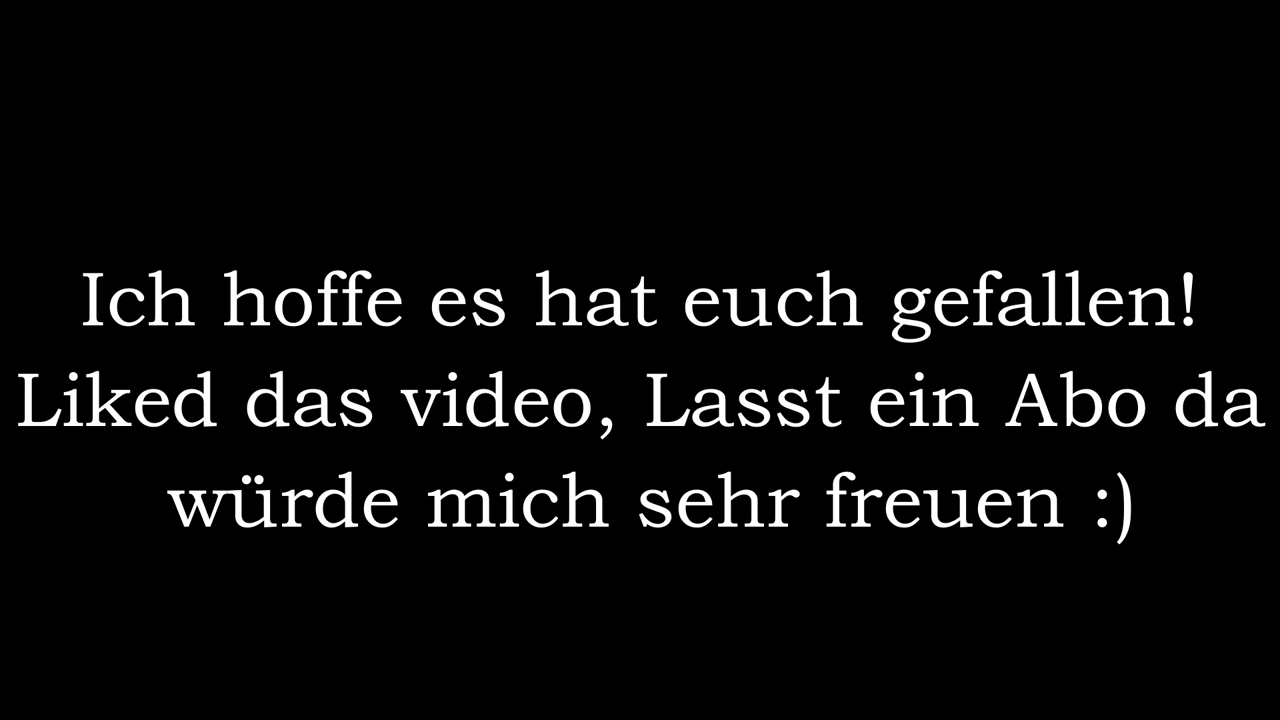 Ich hoffe es hat euch gefallen!
Liked das video, Lasst ein Abo da
würde mich sehr freuen :)